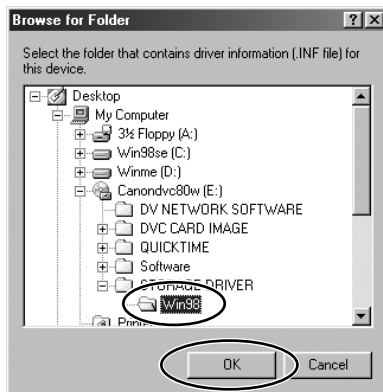 Browse for Folder
Select the folder that contains driver information (.INF file) for
this device.
Desktop
My Computer
3½ Floppy (A:)
Win98se (C:)
Winme (D:)
Canondvc80w (E:)
DV NETWORK SOFTWARE
DVC CARD IMAGE
QUICKTIME
Software
STORAGE DRIVER
Win98
OK Cancel